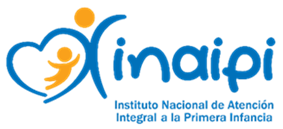 inaipi
Instituto Nacional de Atención
Integral a la Primera Infancia